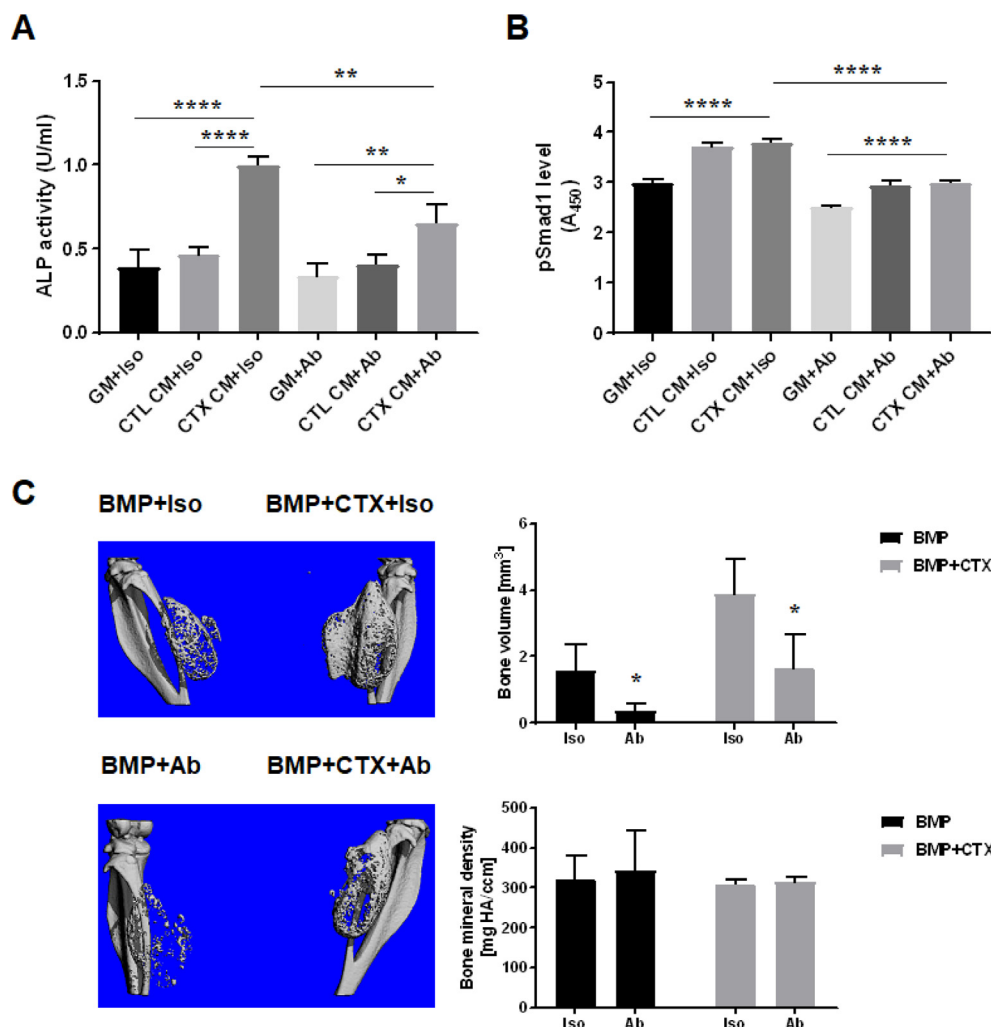 A
ALP activity (U/ml)
1.5
1.0
0.5
0.0
**
****
****
**
*
GM+Iso
CTL CM+Iso
CTX CM+Iso
GM+Ab
CTL CM+Ab
CTX CM+Ab
B
pSmad1 level
(A450)
5
4
3
2
1
0
****
****
****
GM+Iso
CTL CM+Iso
CTX CM+Iso
GM+Ab
CTL CM+Ab
CTX CM+Ab
C
BMP+Iso
BMP+CTX+Iso
BMP+Ab
BMP+CTX+Ab
Bone volume [mm³]
6
4
2
0
*
*
Iso
Ab
Iso
Ab
BMP
BMP+CTX
Bone mineral density
[mg HA/ccm]
500
400
300
200
100
0
Iso
Ab
Iso
Ab
BMP
BMP+CTX